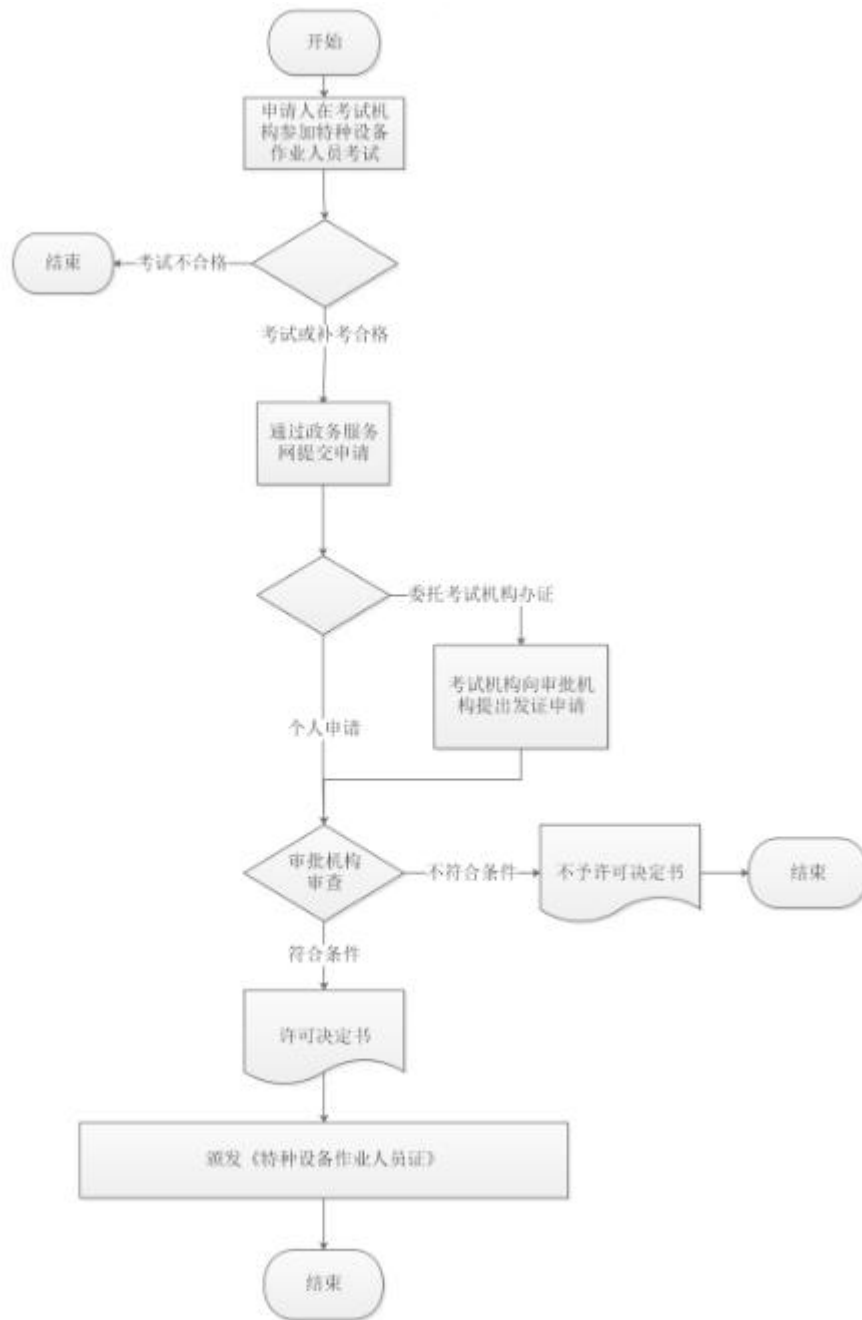 开始
申请人在考试机
构参加特种设备
作业人员考试
结束
考试不合格
考试或补考合格
通过政务服务
网提交申请
委托考试机构办证
考试机构向审批机
构提出发证申请
个人申请
审批机构
审查
不符合条件
不予许可决定书
结束
符合条件
许可决定书
颁发《特种设备作业人员证》
结束